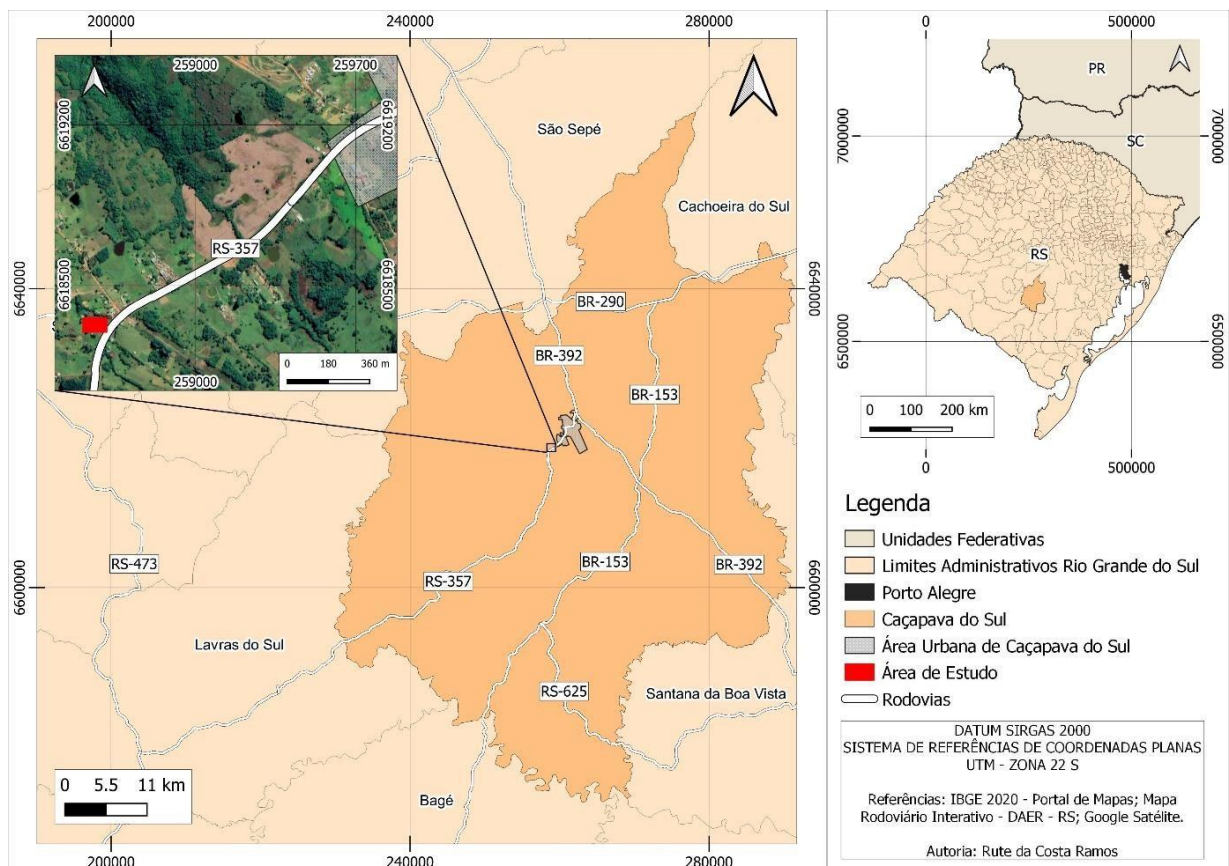 200000
240000
280000
259000
259700
6619200
6619200
RS-357
6618500
6618500
259000
0 180 360 m
São Sepé
Cachoeira do Sul
6640000
6640000
BR-290
BR-392
BR-153
RS-473
RS-357
BR-153
BR-392
6600000
6600000
Lavras do Sul
RS-625
Santana da Boa Vista
Bagé
0 5.5 11 km
200000
240000
280000
0
500000
PR
SC
RS
7000000
7000000
6500000
6500000
0 100 200 km
0
500000
Legenda
Unidades Federativas
Limites Administrativos Rio Grande do Sul
Porto Alegre
Caçapava do Sul
Área Urbana de Caçapava do Sul
Área de Estudo
Rodovias
DATUM SIRGAS 2000
SISTEMA DE REFERÊNCIAS DE COORDENADAS PLANAS
UTM - ZONA 22 S
Referências: IBGE 2020 - Portal de Mapas; Mapa
Rodoviário Interativo - DAER - RS; Google Satélite.
Autoria: Rute da Costa Ramos